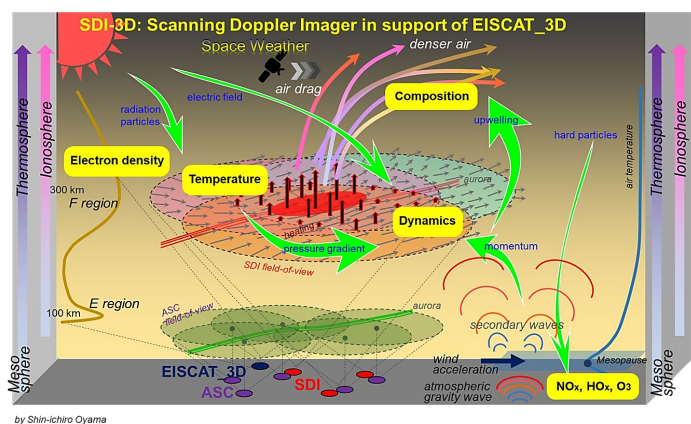 SDI-3D: Scanning Doppler Imager in support of EISCAT_3D
Space Weather
denser air
air drag
electric field
radiation
particles
Composition
upwelling
hard particles
Thermosphere
Ionosphere
Electron density
Temperature
aurora
300 km
F region
Dynamics
heating
pressure gradient
momentum
SDI field-of-view
E region
100 km
ASC
field-of-view
aurora
secondary waves
Meso
sphere
EISCAT_3D
ASC
SDI
wind
acceleration
atmospheric
gravity wave
Mesopause
NOx, HOx, O3
air temperature
Thermosphere
Ionosphere
Meso
sphere
by Shin-ichiro Oyama